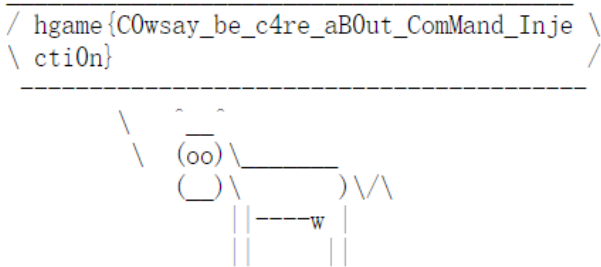 / hgame{C0wsay_be_c4re_aB0ut_ComMand_Inje \
\ cti0n} /